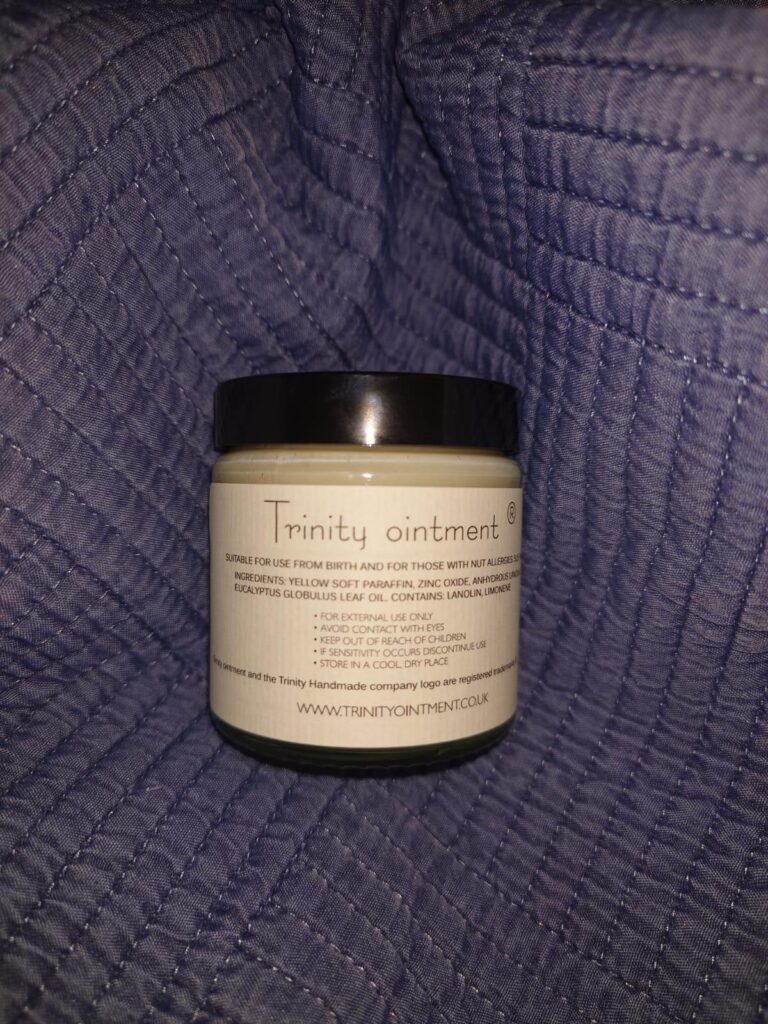 Trinity ointment ®
SUITABLE FOR USE FROM BIRTH AND FOR THOSE WITH NUT ALLERGIES
INGREDIENTS: YELLOW SOFT PARAFFIN, ZINC OXIDE, ANHYDROUS
EUCALYPTUS GLOBULUS LEAF OIL. CONTAINS: LANOLIN, LIMONENE
• FOR EXTERNAL USE ONLY
• AVOID CONTACT WITH EYES
• KEEP OUT OF REACH OF CHILDREN
• IF SENSITIVITY OCCURS DISCONTINUE USE
• STORE IN A COOL, DRY PLACE
ointment and the Trinity Handmade company logo are registered
WWW.TRINITYOINTMENT.CO.UK